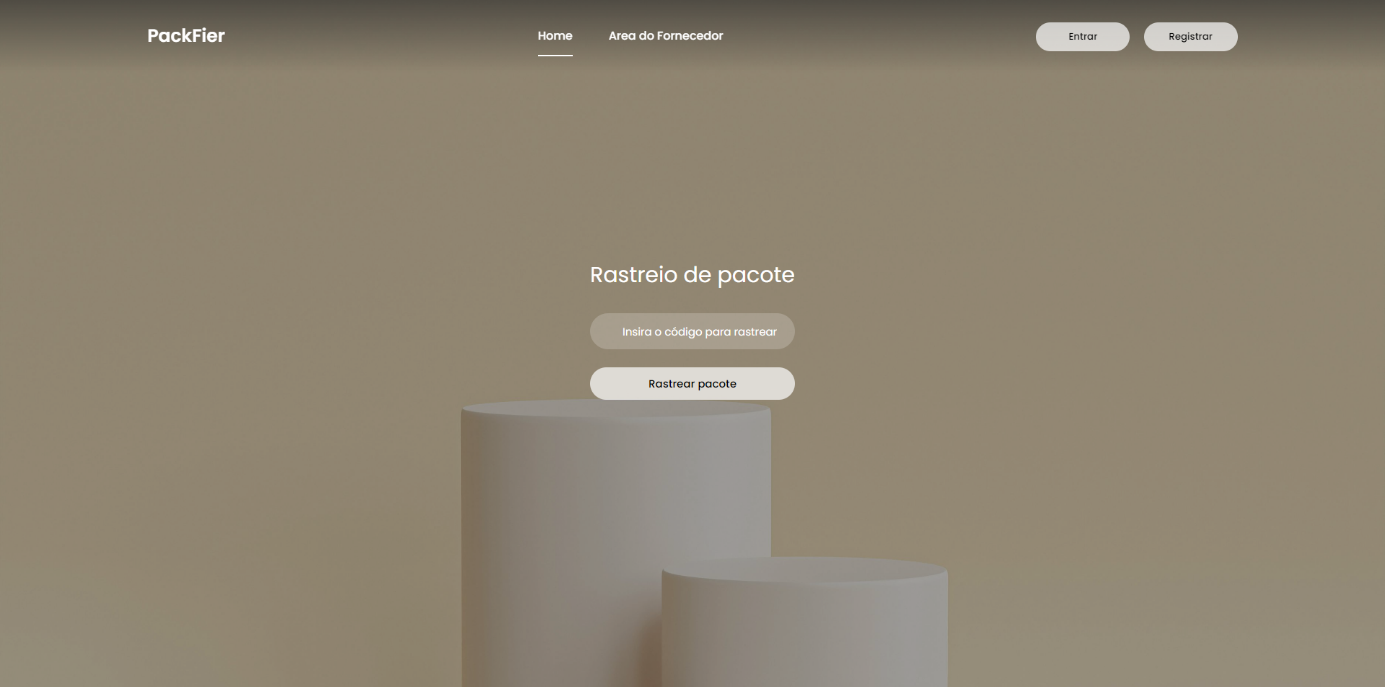 PackFier
Home
Area do Fornecedor
Entrar
Registrar
Rastreio de pacote
Insira o código para rastrear
Rastrear pacote